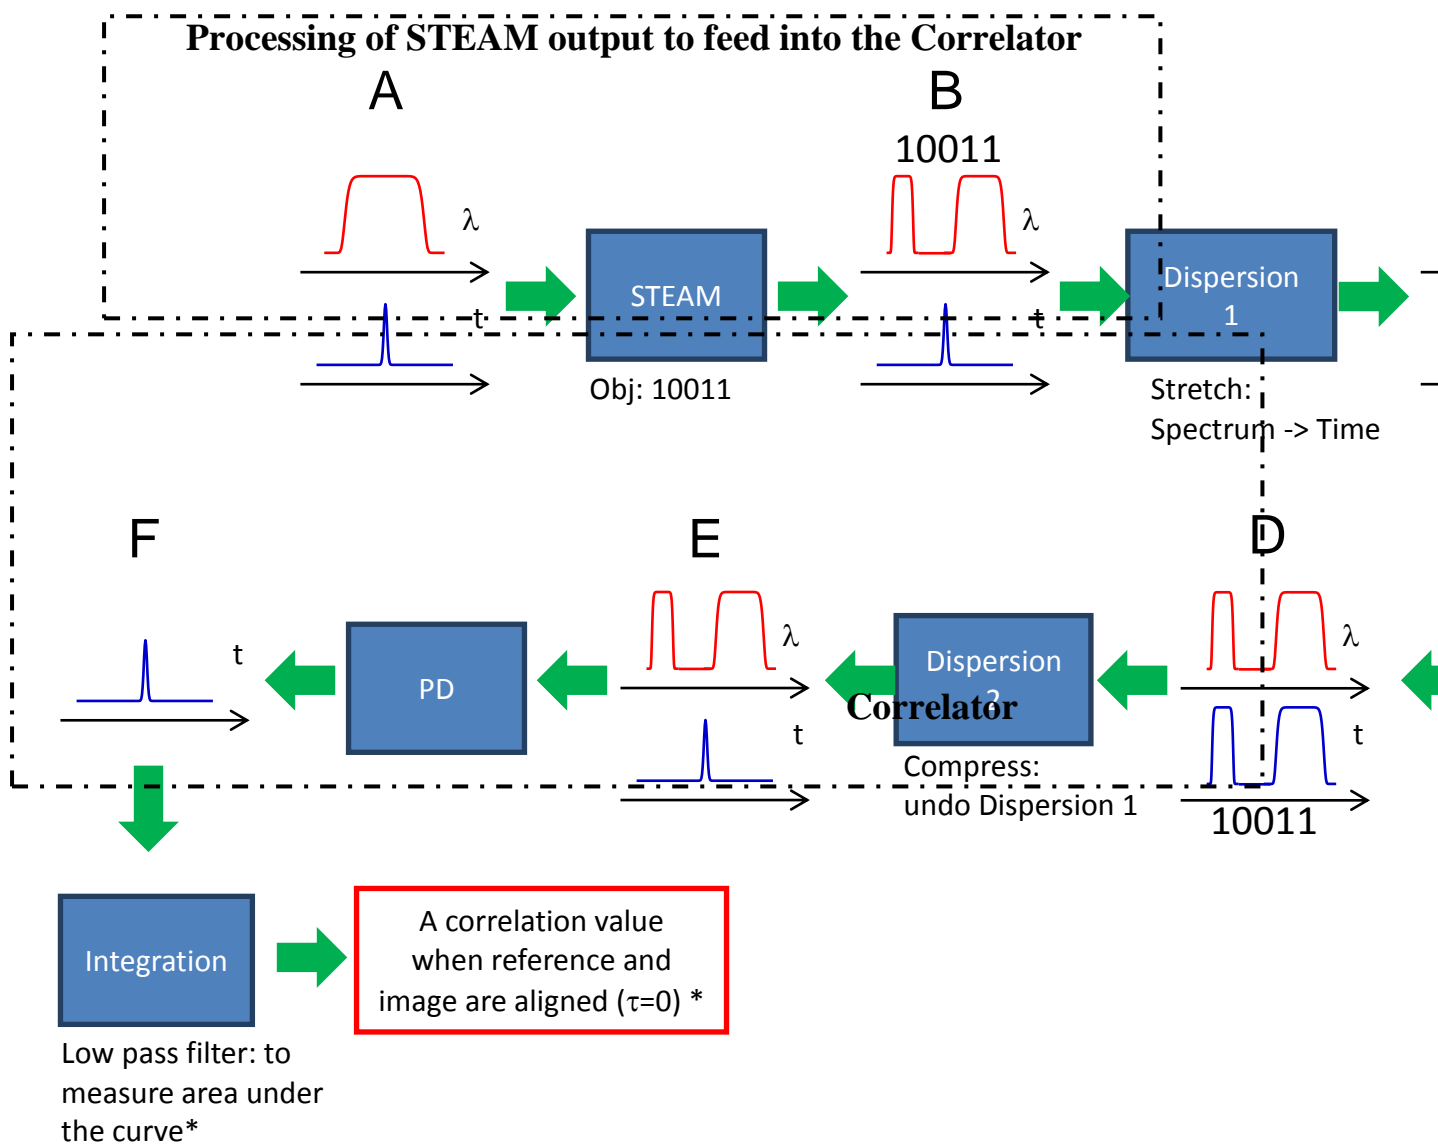 Processing of STEAM output to feed into the Correlator
A
B
10011
λ
λ
STEAM
Dispersion
1
t
t
Obj: 10011
Stretch:
Spectrum -> Time
F
E
D
λ
λ
t
PD
Dispersion
2
Correlator
t
t
Compress:
undo Dispersion 1
10011
Integration
A correlation value
when reference and
image are aligned (τ=0) *
Low pass filter: to
measure area under
the curve*